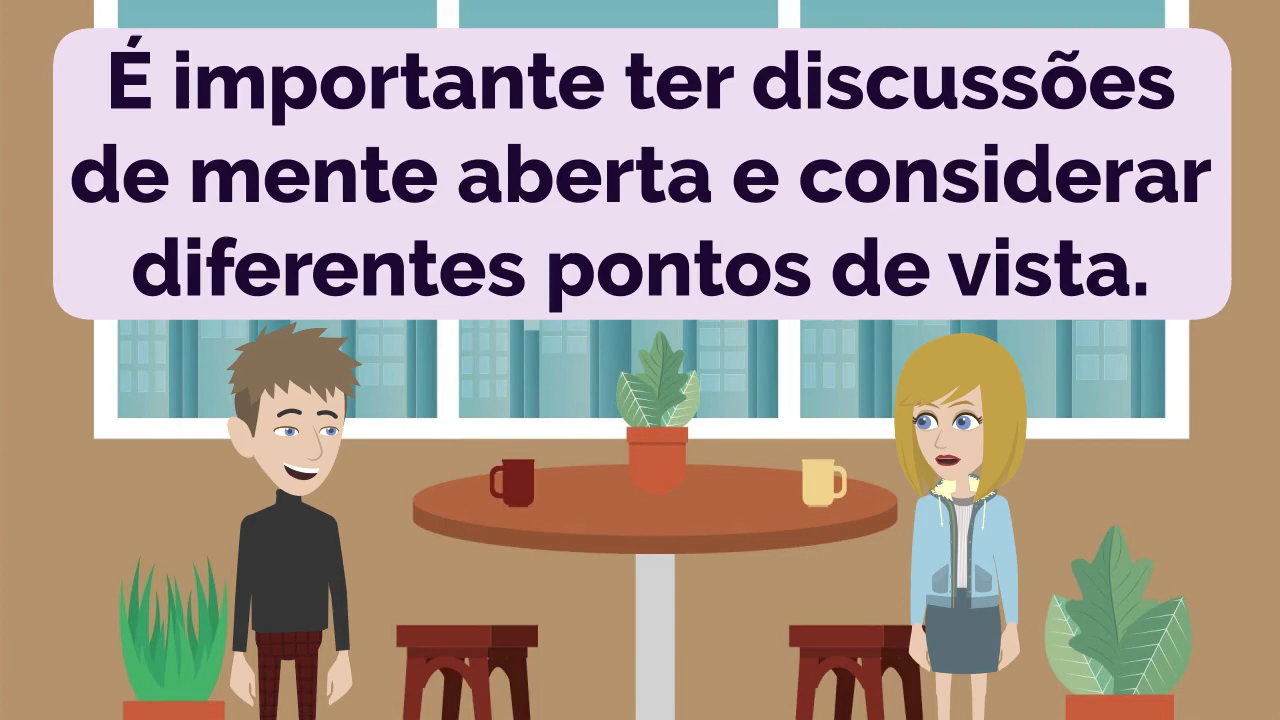 É importante ter discussões
de mente aberta e considerar
diferentes pontos de vista.